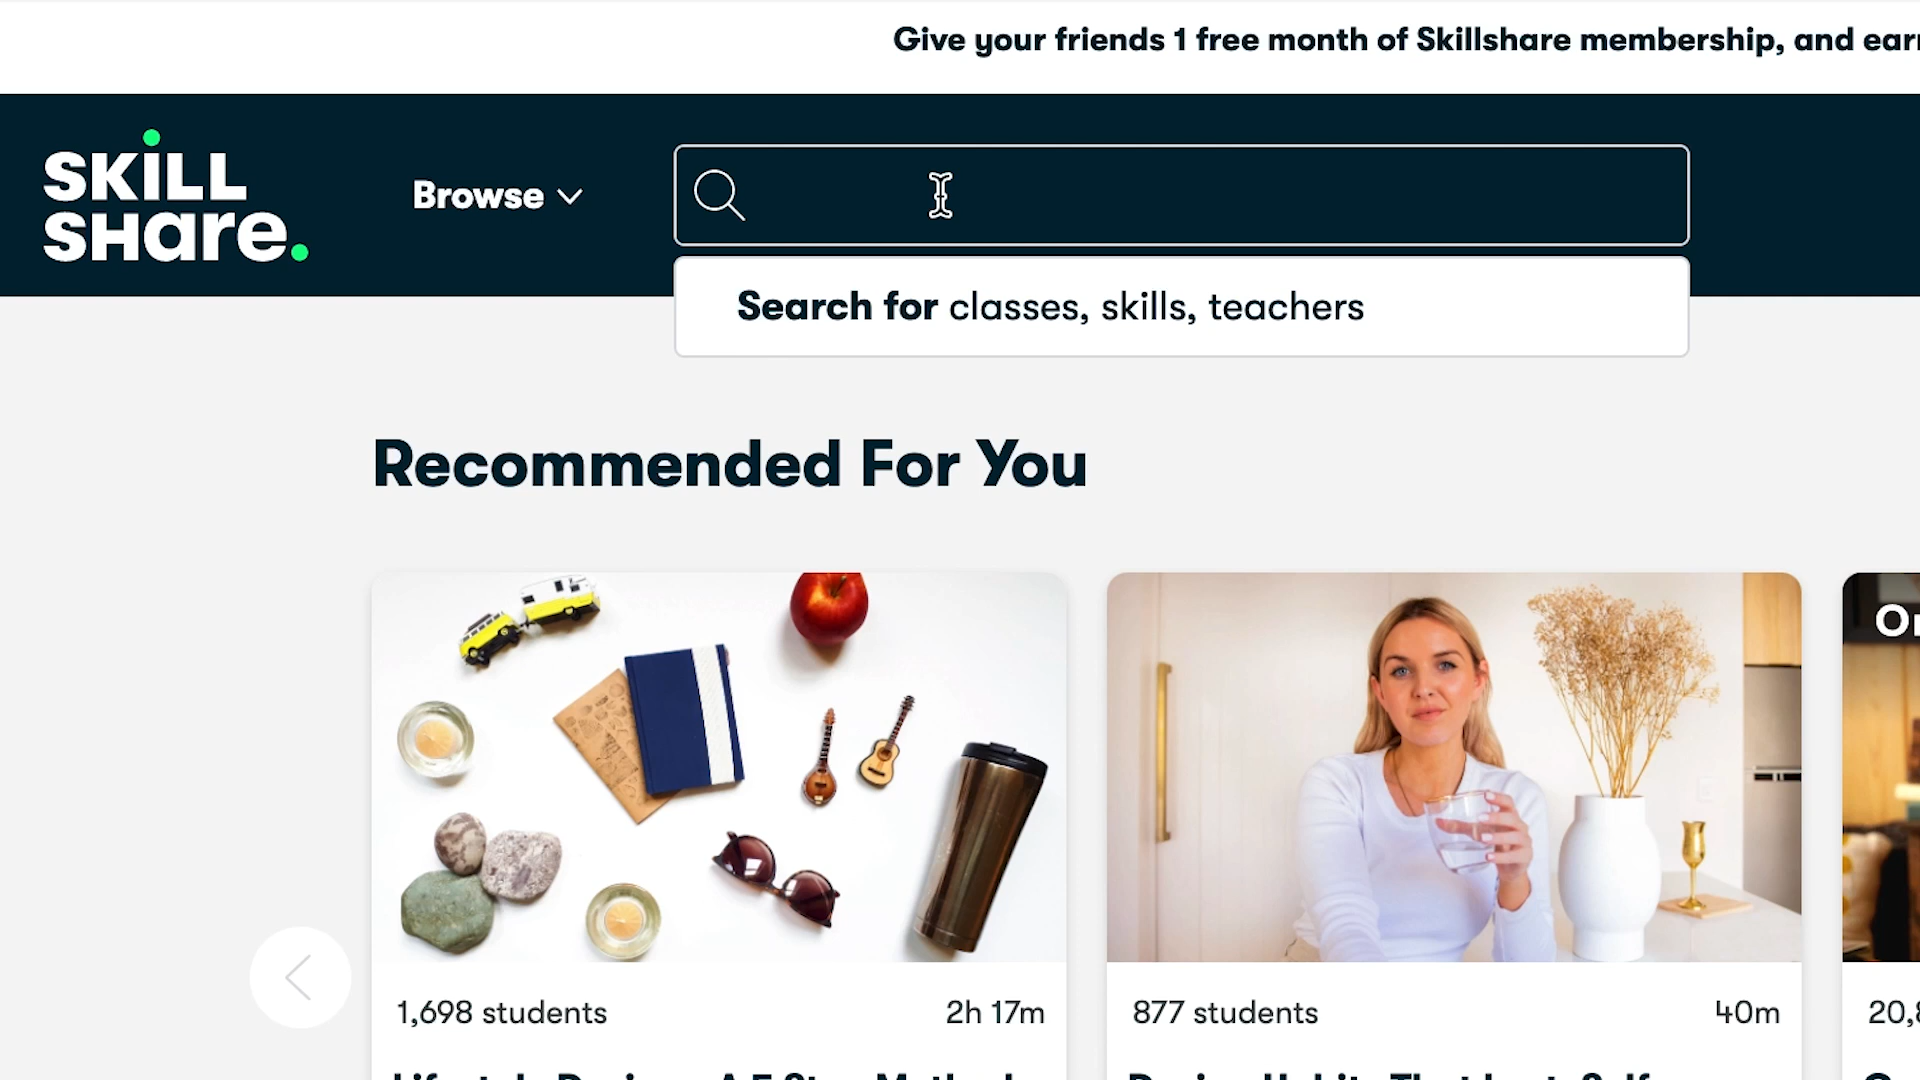 Give your friends 1 free month of Skillshare membership, and
SKILL
SHare.
Browse
Search for classes, skills, teachers
Recommended For You
1,698 students 2h 17m
877 students 40m